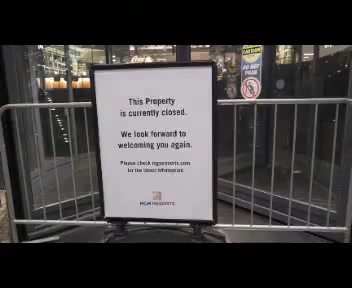 CAUTION
DO NOT
PUSH
This Property
is currently closed.
We look forward to
welcoming you again.
Please check mgmresorts.com
for the latest information.
MGM RESORTS